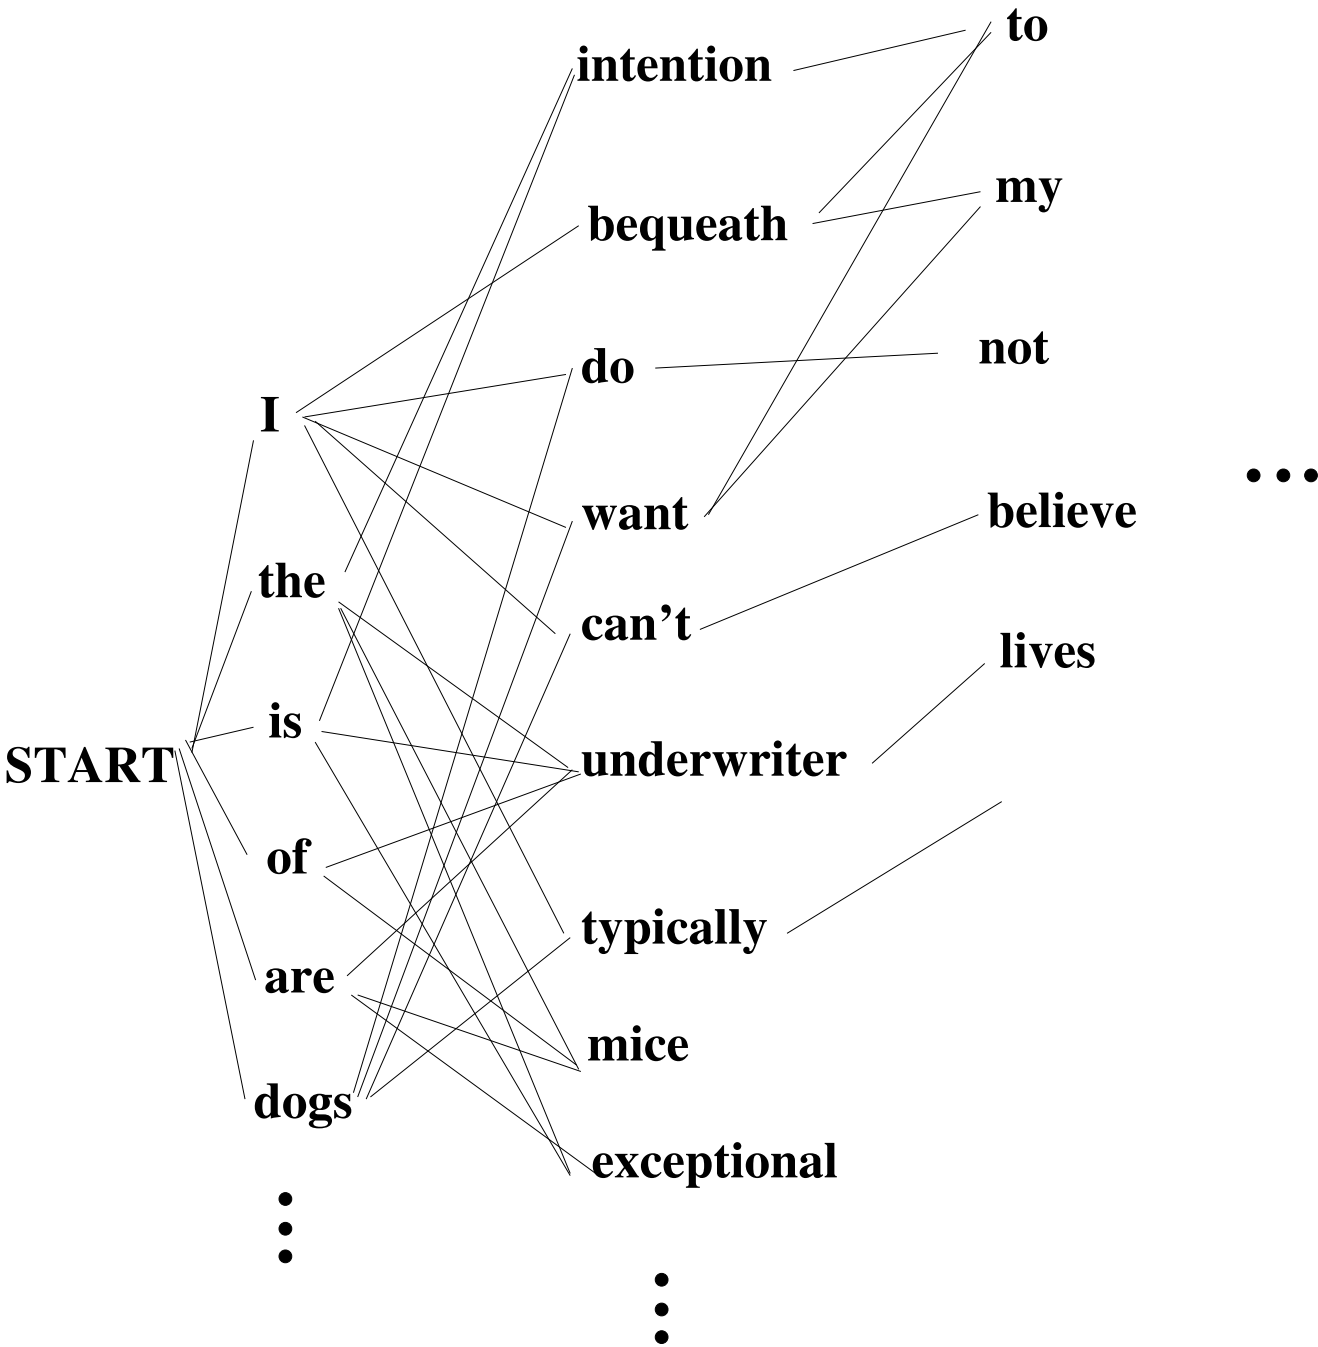 START
I
the
is
of
are
dogs
intention
bequeath
do
want
can't
underwriter
typically
mice
exceptional
to
my
not
believe
lives